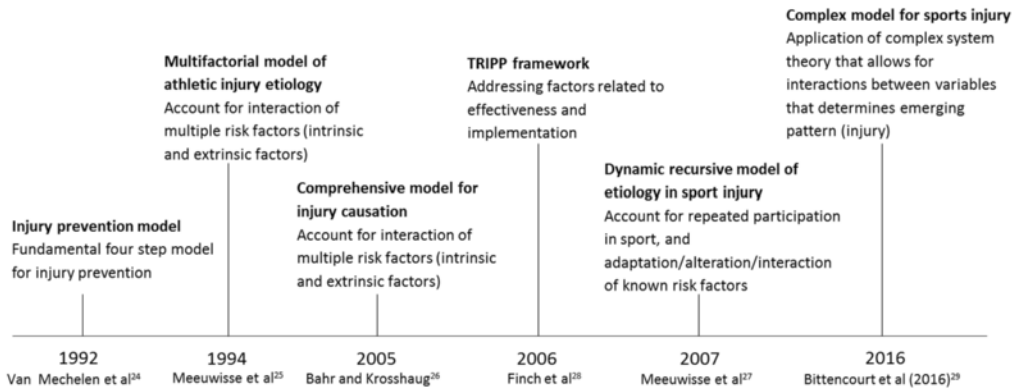 Complex model for sports injury
Application of complex system
theory that allows for
interactions between variables
that determines emerging
pattern (injury)
Multifactorial model of
athletic injury etiology
Account for interaction of
multiple risk factors (intrinsic
and extrinsic factors)
TRIPP framework
Addressing factors related to
effectiveness and
implementation
Dynamic recursive model of
etiology in sport injury
Account for repeated participation
in sport, and
adaptation/alteration/interaction
of known risk factors
Comprehensive model for
injury causation
Account for interaction of
multiple risk factors (intrinsic
and extrinsic factors)
Injury prevention model
Fundamental four step model
for injury prevention
1992
Van Mechelen et al24
1994
Meeuwisse et al25
2005
Bahr and Krosshaug26
2006
Finch et al28
2007
Meeuwisse et al27
2016
Bittencourt et al (2016)29